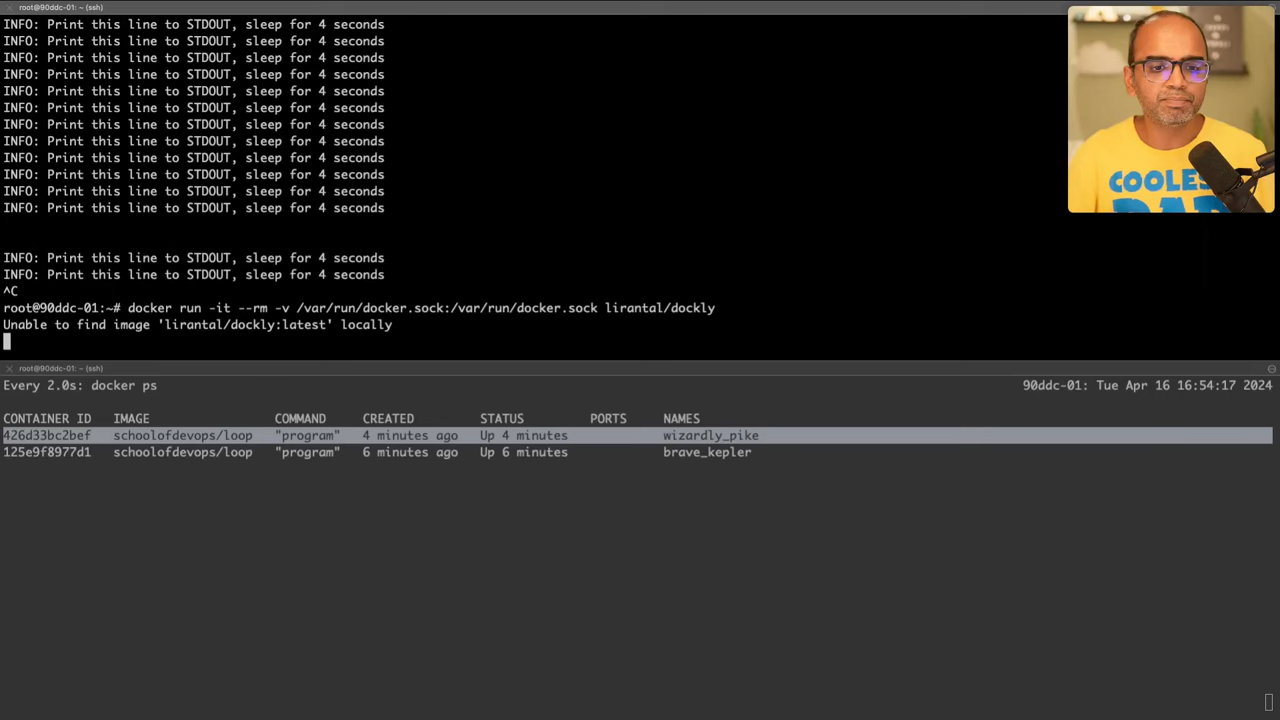 root@90ddc-01: ~ (ssh)
INFO: Print this line to STDOUT, sleep for 4 seconds
INFO: Print this line to STDOUT, sleep for 4 seconds
INFO: Print this line to STDOUT, sleep for 4 seconds
INFO: Print this line to STDOUT, sleep for 4 seconds
INFO: Print this line to STDOUT, sleep for 4 seconds
INFO: Print this line to STDOUT, sleep for 4 seconds
INFO: Print this line to STDOUT, sleep for 4 seconds
INFO: Print this line to STDOUT, sleep for 4 seconds
INFO: Print this line to STDOUT, sleep for 4 seconds
INFO: Print this line to STDOUT, sleep for 4 seconds
INFO: Print this line to STDOUT, sleep for 4 seconds
INFO: Print this line to STDOUT, sleep for 4 seconds
INFO: Print this line to STDOUT, sleep for 4 seconds
INFO: Print this line to STDOUT, sleep for 4 seconds
^C
root@90ddc-01:~# docker run -it --rm -v /var/run/docker.sock:/var/run/docker.sock lirantal/dockly
Unable to find image 'lirantal/dockly:latest' locally
COOLES
DAD
root@90ddc-01: ~ (ssh)
Every 2.0s: docker ps 90ddc-01: Tue Apr 16 16:54:17 2024
CONTAINER ID IMAGE COMMAND CREATED STATUS PORTS NAMES
426d33bc2bef schoolofdevops/loop "program" 4 minutes ago Up 4 minutes wizardly_pike
125e9f8977d1 schoolofdevops/loop "program" 6 minutes ago Up 6 minutes brave_kepler